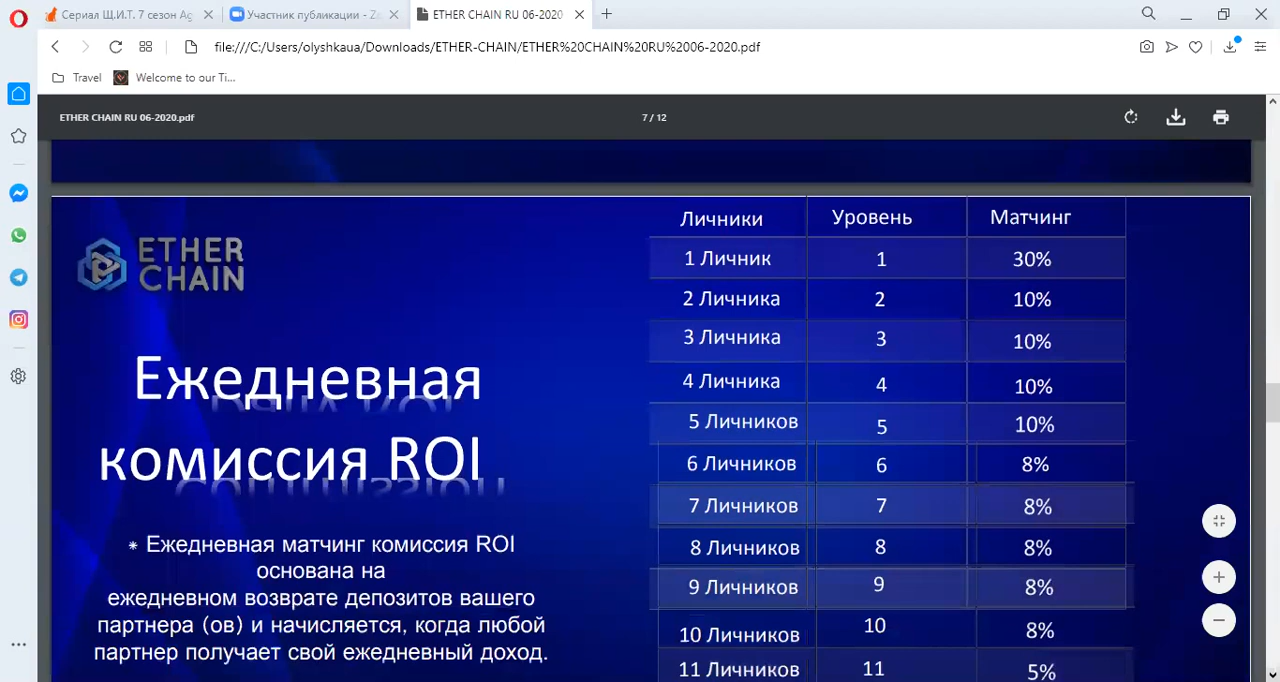 Сериал Щ.И.Т. 7 сезон Ag
Участник публикации - Zo
ETHER CHAIN RU 06-2020
file:///C:/Users/olyshkaua/Downloads/ETHER-CHAIN/ETHER%20CHAIN%20RU%2006-2020.pdf
Travel
Welcome to our Ti...
ETHER CHAIN RU 06-2020.pdf
7 / 12
ETHER
CHAIN
Ежедневная
комиссия ROI
* Ежедневная матчинг комиссия ROI
основана на
ежедневном возврате депозитов вашего
партнера (ов) и начисляется, когда любой
партнер получает свой ежедневный доход.
Личники Уровень Матчинг
1 Личник 1 30%
2 Личника 2 10%
3 Личника 3 10%
4 Личника 4 10%
5 Личников 5 10%
6 Личников 6 8%
7 Личников 7 8%
8 Личников 8 8%
9 Личников 9 8%
10 Личников 10 8%
11 Личников 11 5%